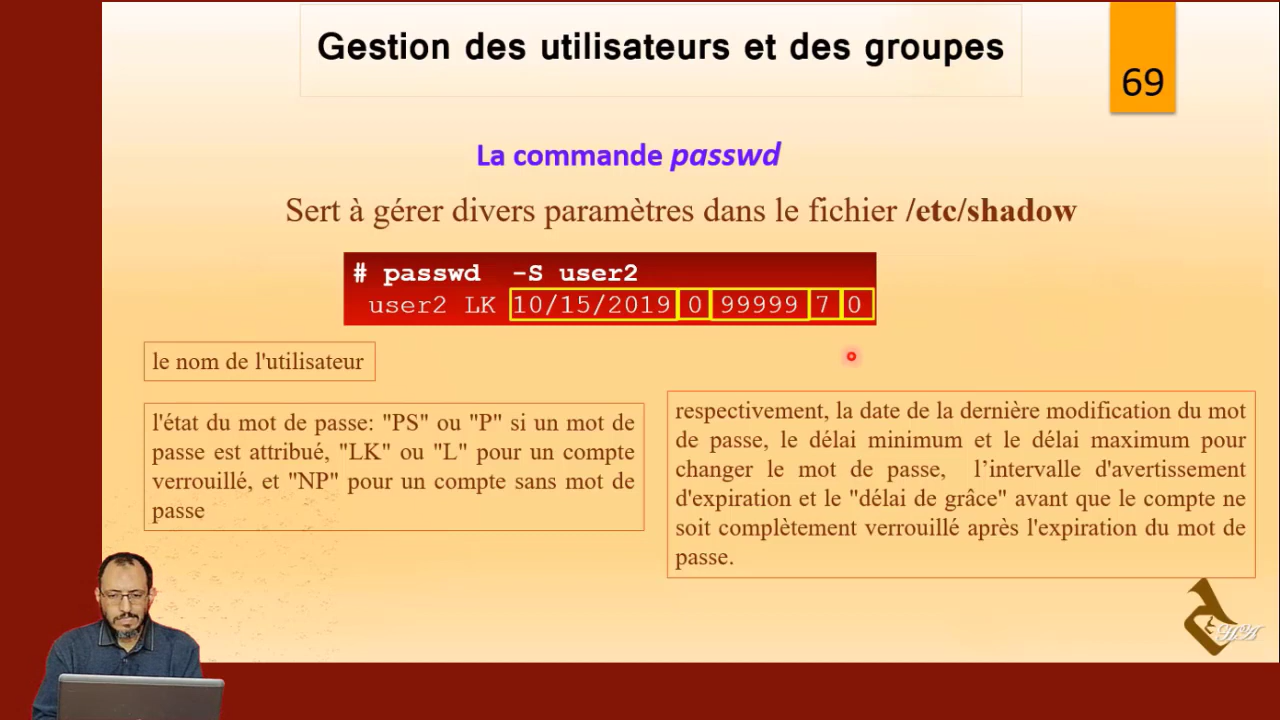 Gestion des utilisateurs et des groupes
69
La commande passwd
Sert à gérer divers paramètres dans le fichier /etc/shadow
# passwd -S user2
user2 LK 10/15/2019 0 99999 7 0
le nom de l'utilisateur
l'état du mot de passe: "PS" ou "P" si un mot de
passe est attribué, "LK" ou "L" pour un compte
verrouillé, et "NP" pour un compte sans mot de
passe
respectivement, la date de la dernière modification du mot
de passe, le délai minimum et le délai maximum pour
changer le mot de passe, l’intervalle d'avertissement
d'expiration et le "délai de grâce" avant que le compte ne
soit complètement verrouillé après l'expiration du mot de
passe.